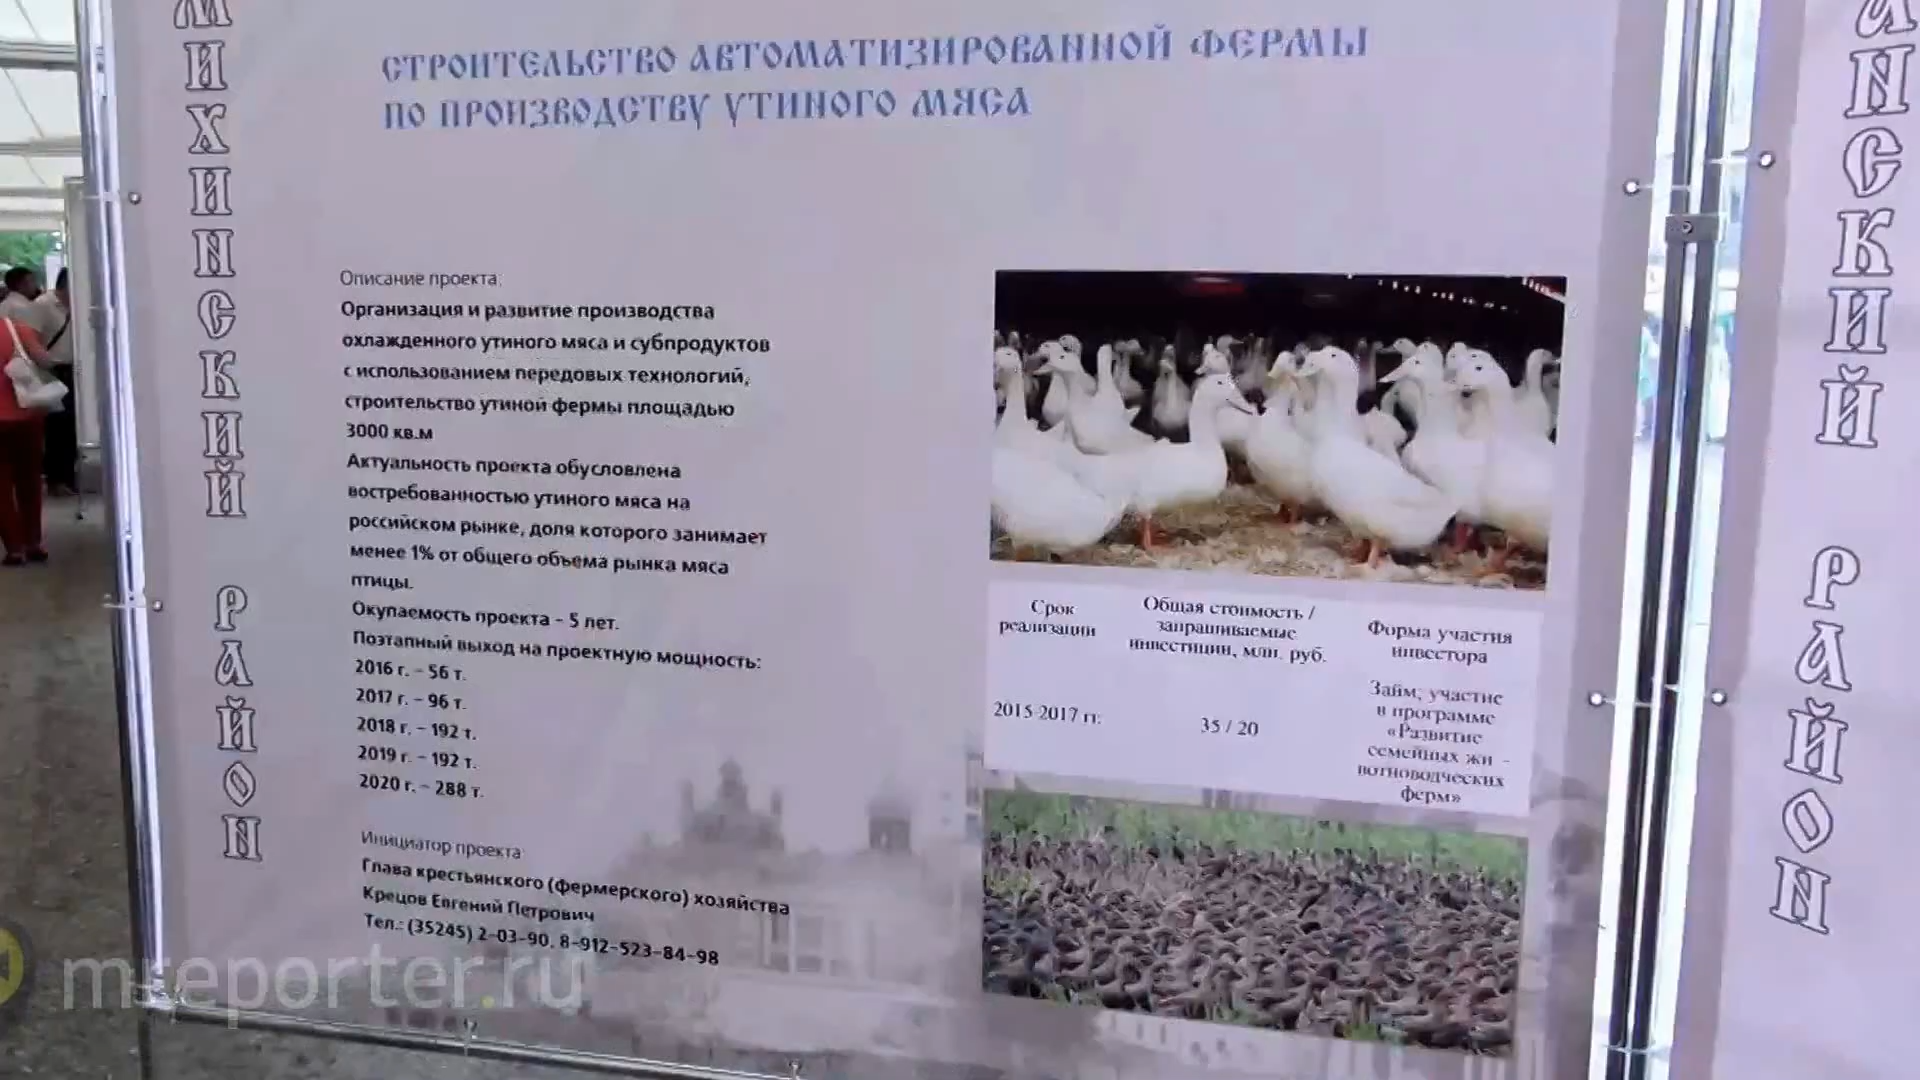 МИХИНСКИЙ РАЙОН
СТРОИТЕЛЬСТВО АВТОМАТИЗИРОВАННОЙ ФЕРМЫ
ПО ПРОИЗВОДСТВУ УТИНОГО МЯСА
Описание проекта:
Организация и развитие производства
охлажденного утиного мяса и субпродуктов
с использованием передовых технологий,
строительство утиной фермы площадью
3000 кв.м
Актуальность проекта обусловлена
востребованностью утиного мяса на
российском рынке, доля которого занимает
менее 1% от общего объема рынка мяса
птицы.
Окупаемость проекта - 5 лет.
Поэтапный выход на проектную мощность:
2016 г. - 56 т.
2017 г. - 96 т.
2018 г. - 192 т.
2019 г. - 192 т.
2020 г. - 288 т.
Инициатор проекта:
Глава крестьянского (фермерского) хозяйства
Крецов Евгений Петрович
Тел.: (35245) 2-03-90, 8-912-523-84-98
Срок
реализации
2015-2017 гг.
Общая стоимость /
запрашиваемые
инвестиции, млн. руб.
35 / 20
Форма участия
инвестора
Займ, участие
в программе
«Развитие
семейных жи -
вотноводческих
ферм»
АНСКИЙ РАЙОН
mreporter.ru